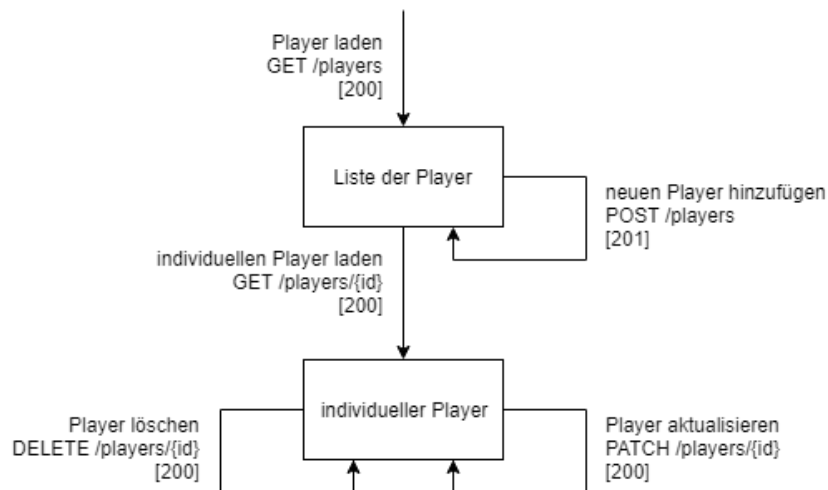 Player laden
GET /players
[200]
Liste der Player
neuen Player hinzufügen
POST /players
[201]
individuellen Player laden
GET /players/{id}
[200]
individueller Player
Player löschen
DELETE /players/{id}
[200]
Player aktualisieren
PATCH /players/{id}
[200]